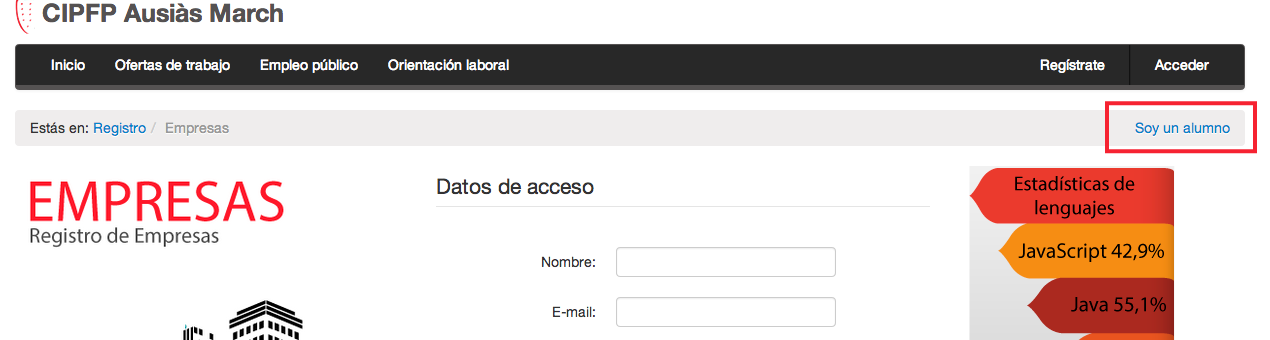 CIPFP Ausiàs March
Inicio Ofertas de trabajo Empleo público Orientación laboral Regístrate Acceder
Estás en: Registro / Empresas Soy un alumno
EMPRESAS
Registro de Empresas
Datos de acceso
Nombre:
E-mail:
Estadísticas de
lenguajes
JavaScript 42,9%
Java 55,1%